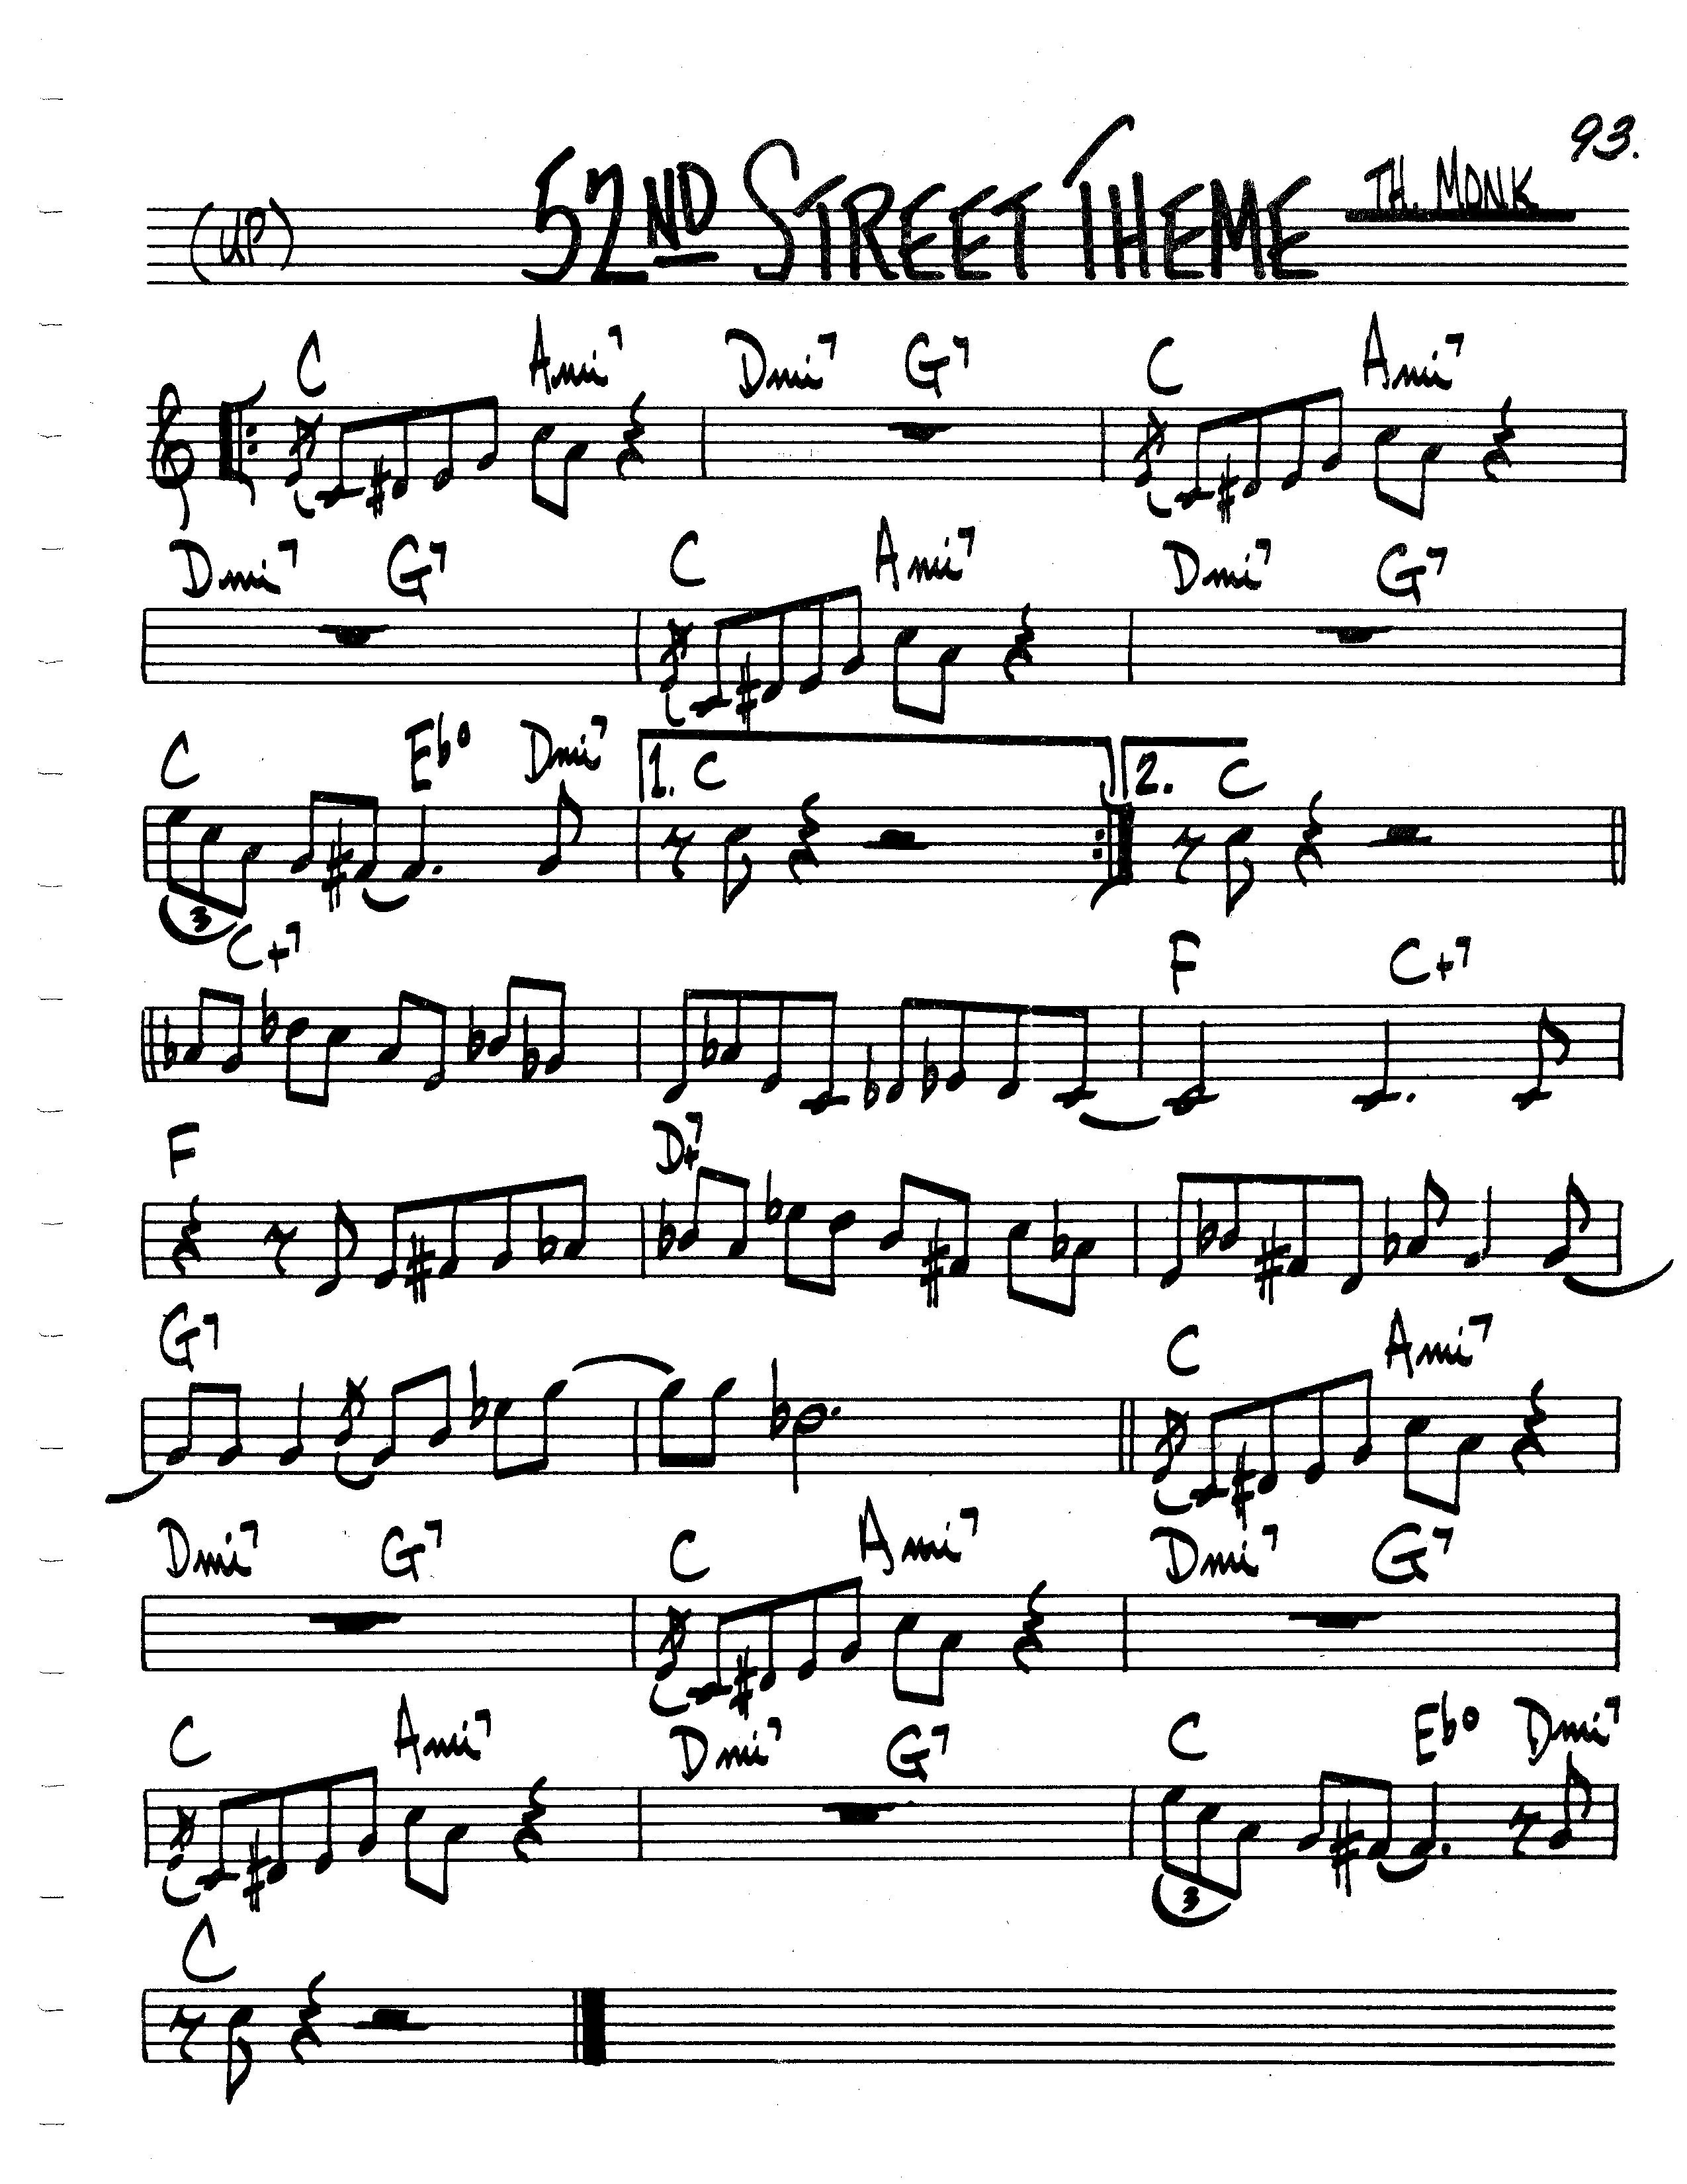 93.
(UP) 52ND STREET THEME TH. MONK
C Ami7 Dmi7 G7 C Ami7
Dmi7 G7 C Ami7 Dmi7 G7
C Eb° Dmi7 1. C 2. C
3
C+7 F C+7
F D+7
G7 C Ami7
Dmi7 G7 C Ami7 Dmi7 G7
C Ami7 Dmi7 G7 C Eb° Dmi7
3
C